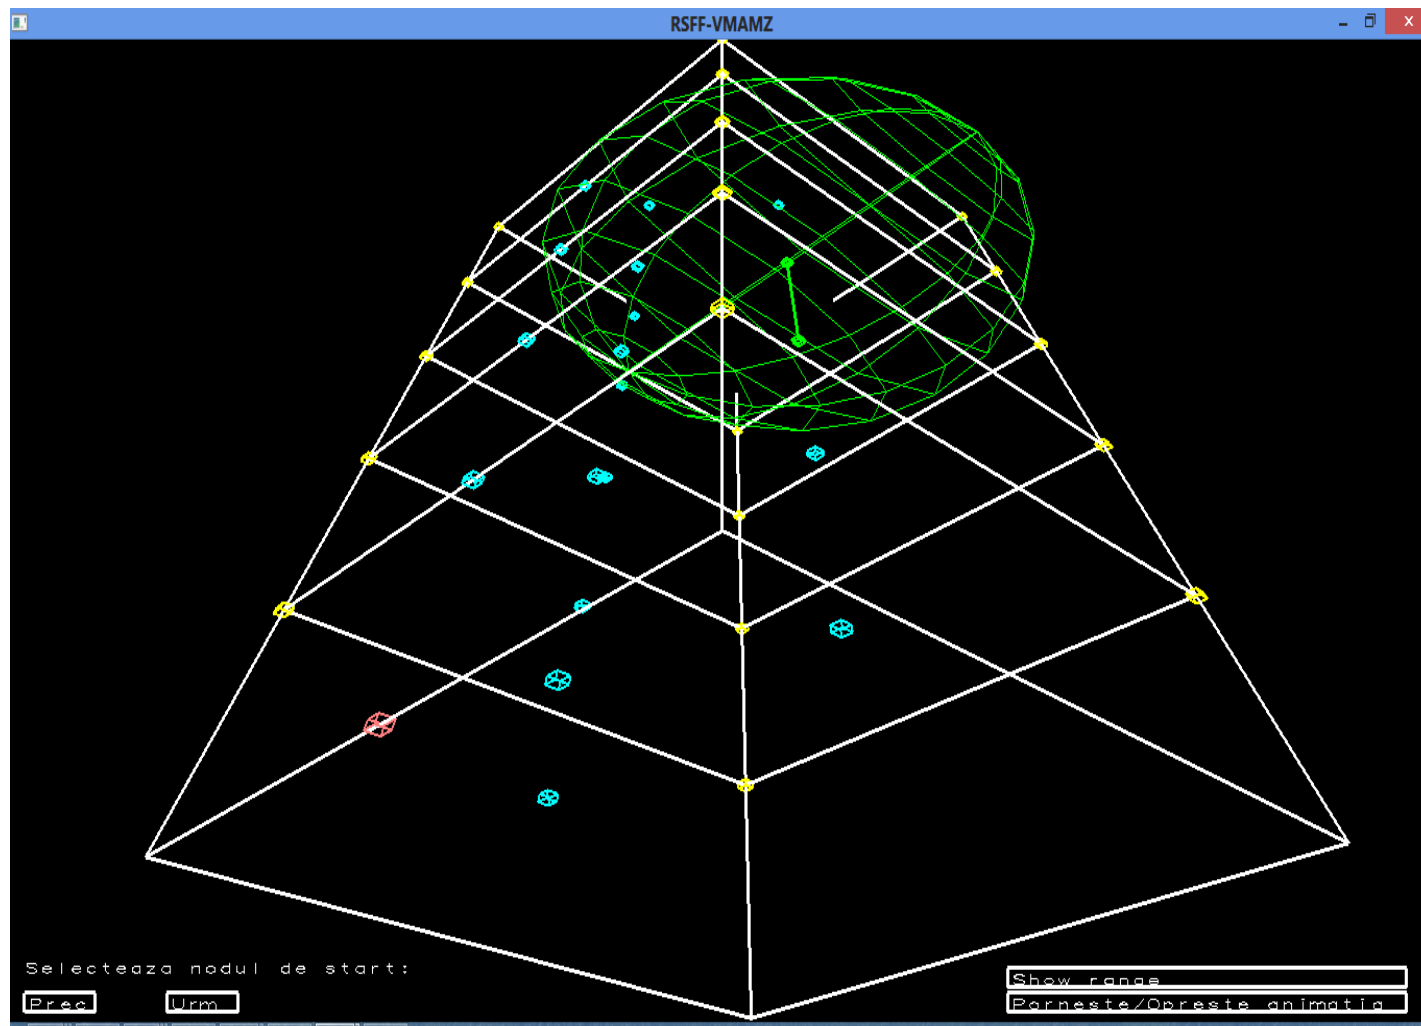 RSFF-VMAMZ
Selecteaza nodul de start:
Prec Urm
Show range
Porneste/Opreste animatia